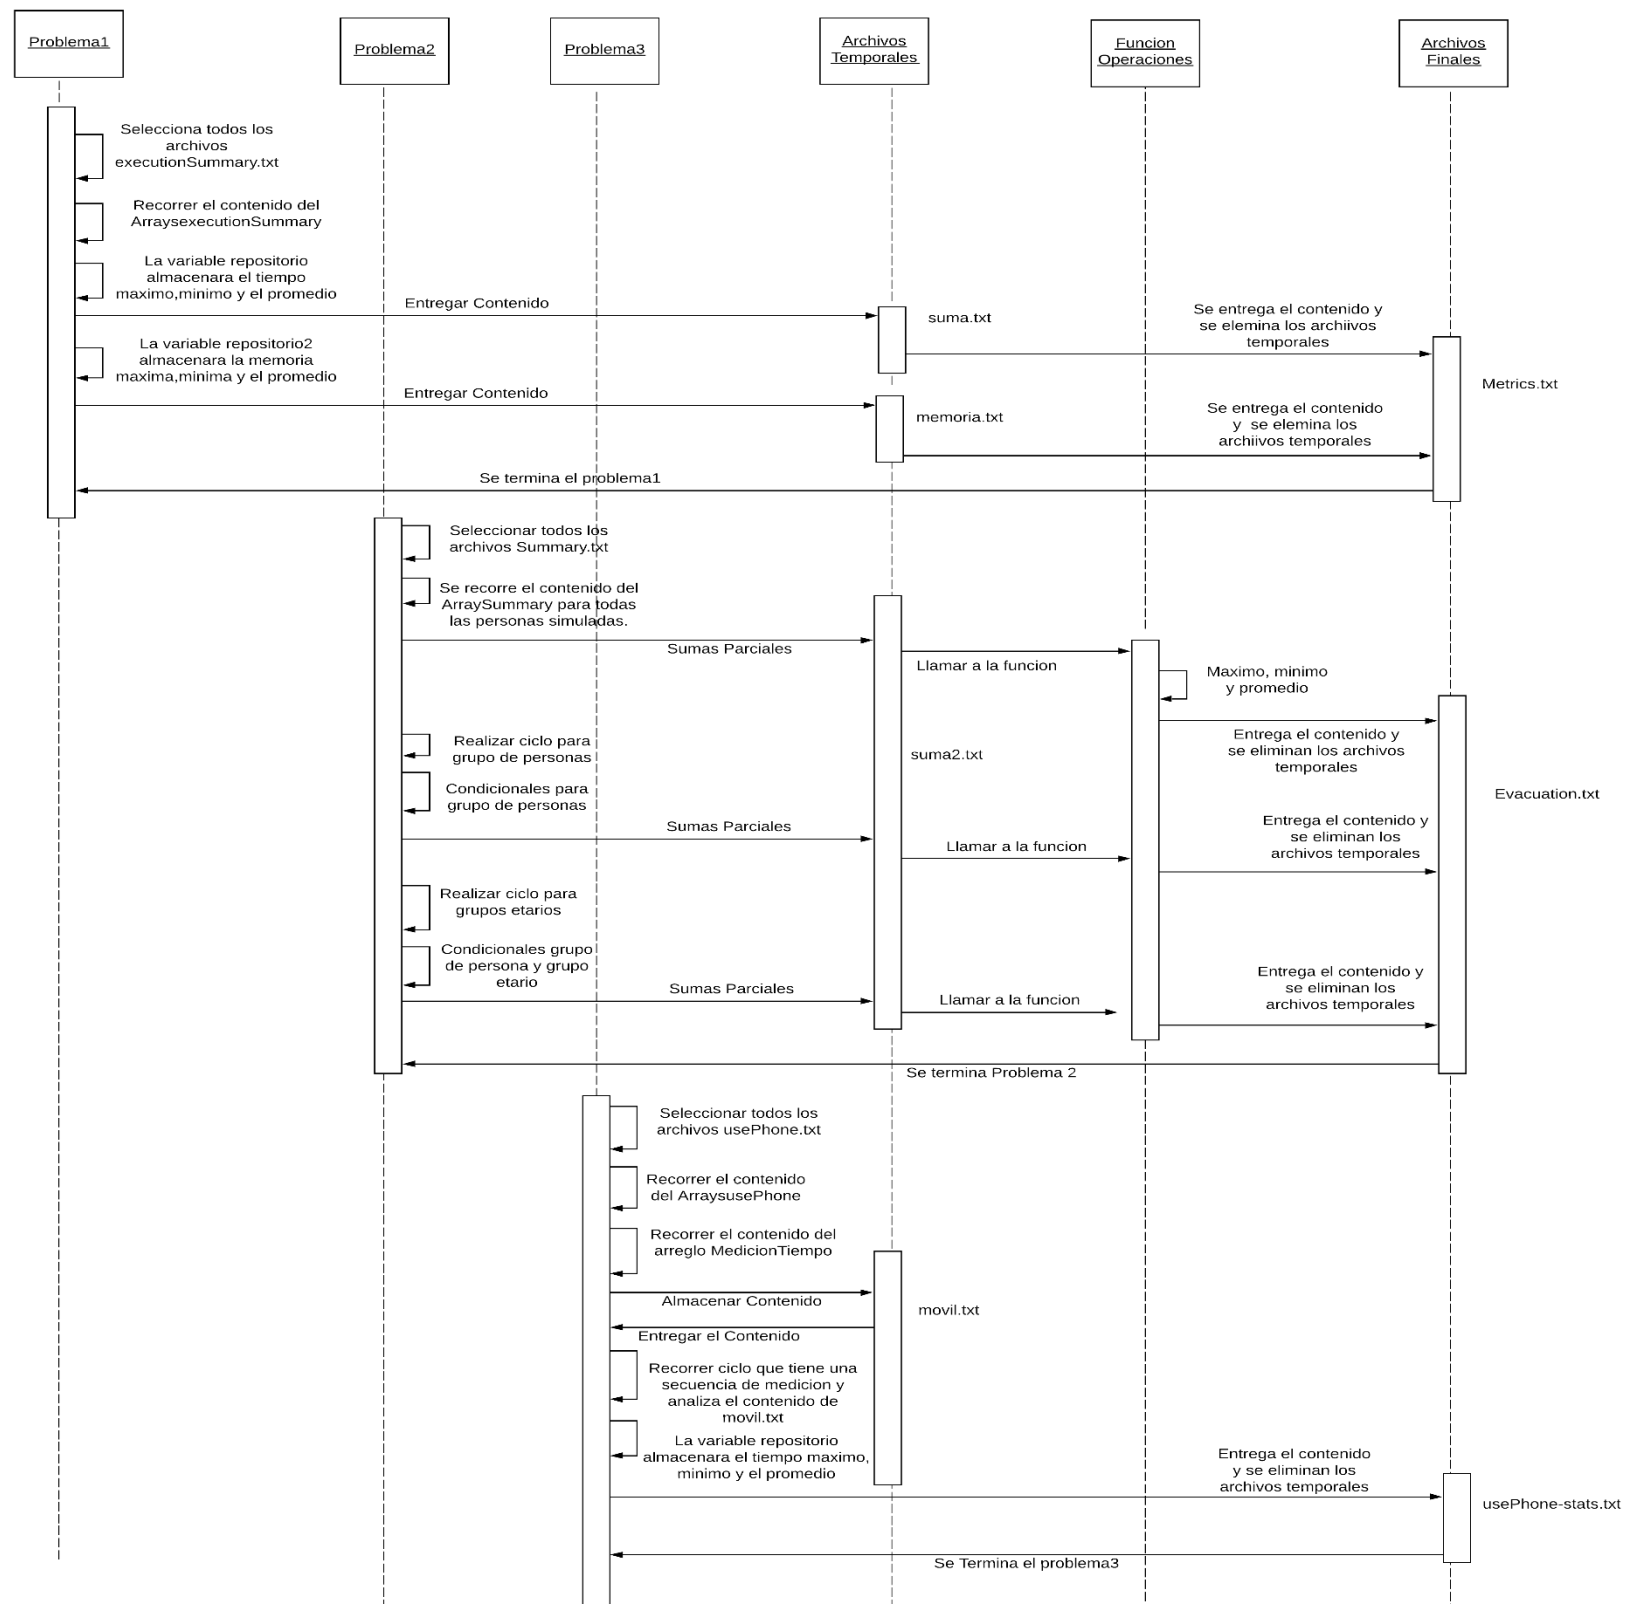 Problema1
Problema2
Problema3
Archivos
Temporales
Funcion
Operaciones
Archivos
Finales
Selecciona todos los
archivos
executionSummary.txt
Recorrer el contenido del
ArraysexecutionSummary
La variable repositorio
almacenara el tiempo
maximo,minimo y el promedio
Entregar Contenido
suma.txt
Se entrega el contenido y
se elemina los archiivos
temporales
La variable repositorio2
almacenara la memoria
maxima,minima y el promedio
Metrics.txt
Entregar Contenido
memoria.txt
Se entrega el contenido
y se elemina los
archiivos temporales
Se termina el problema1
Seleccionar todos los
archivos Summary.txt
Se recorre el contenido del
ArraySummary para todas
las personas simuladas.
Sumas Parciales
Llamar a la funcion
Maximo, minimo
y promedio
Entrega el contenido y
se eliminan los archivos
temporales
Realizar ciclo para
grupo de personas
suma2.txt
Condicionales para
grupo de personas
Evacuation.txt
Sumas Parciales
Llamar a la funcion
Entrega el contenido y
se eliminan los
archivos temporales
Realizar ciclo para
grupos etarios
Condicionales grupo
de persona y grupo
etario
Sumas Parciales
Llamar a la funcion
Entrega el contenido y
se eliminan los
archivos temporales
Se termina Problema 2
Seleccionar todos los
archivos usePhone.txt
Recorrer el contenido
del ArraysusePhone
Recorrer el contenido del
arreglo MedicionTiempo
Almacenar Contenido
movil.txt
Entregar el Contenido
Recorrer ciclo que tiene una
secuencia de medicion y
analiza el contenido de
movil.txt
La variable repositorio
almacenara el tiempo maximo,
minimo y el promedio
Entrega el contenido
y se eliminan los
archivos temporales
usePhone-stats.txt
Se Termina el problema3